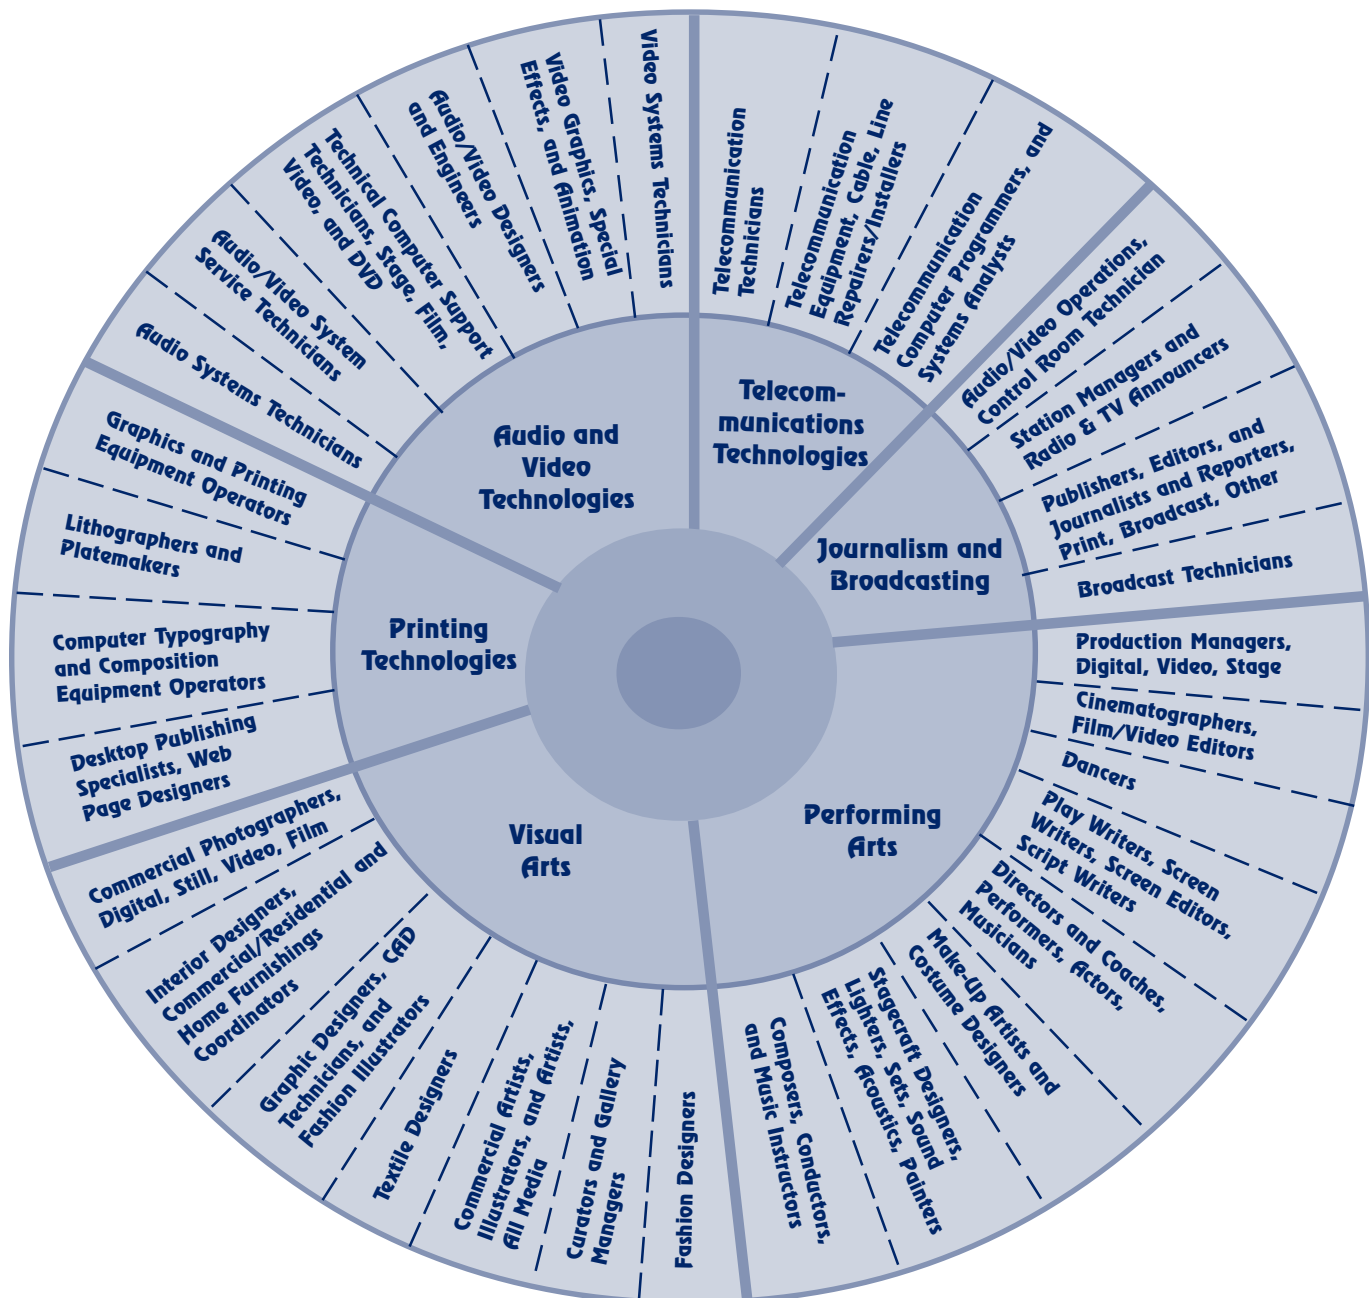 Telecom-
munications
Technologies
Telecommunication
Technicians
Telecommunication
Equipment, Cable, Line
Repairers/Installers
Telecommunication
Computer Programmers, and
Systems Analysts
Journalism and
Broadcasting
Audio/Video Operations,
Control Room Technician
Station Managers and
Radio & TV Announcers
Publishers, Editors, and
Journalists and Reporters,
Print, Broadcast, Other
Broadcast Technicians
Performing
Arts
Production Managers,
Digital, Video, Stage
Cinematographers,
Film/Video Editors
Dancers
Play Writers, Screen
Writers, Screen Editors,
Script Writers
Directors and Coaches,
Performers, Actors,
Musicians
Make-Up Artists and
Costume Designers
Stagecraft Designers,
Lighters, Sets, Sound
Effects, Acoustics, Painters
Composers, Conductors,
and Music Instructors
Visual
Arts
Fashion Designers
Curators and Gallery
Managers
Commercial Artists,
Illustrators, and Artists,
All Media
Textile Designers
Graphic Designers, CAD
Technicians, and
Fashion Illustrators
Interior Designers,
Commercial/Residential and
Home Furnishings
Coordinators
Commercial Photographers,
Digital, Still, Video, Film
Printing
Technologies
Desktop Publishing
Specialists, Web
Page Designers
Computer Typography
and Composition
Equipment Operators
Lithographers and
Platemakers
Graphics and Printing
Equipment Operators
Audio and
Video
Technologies
Audio Systems Technicians
Audio/Video System
Service Technicians
Technical Computer Support
Technicians, Stage, Film,
Video, and DVD
Audio/Video Designers
and Engineers
Video Graphics, Special
Effects, and Animation
Video Systems Technicians